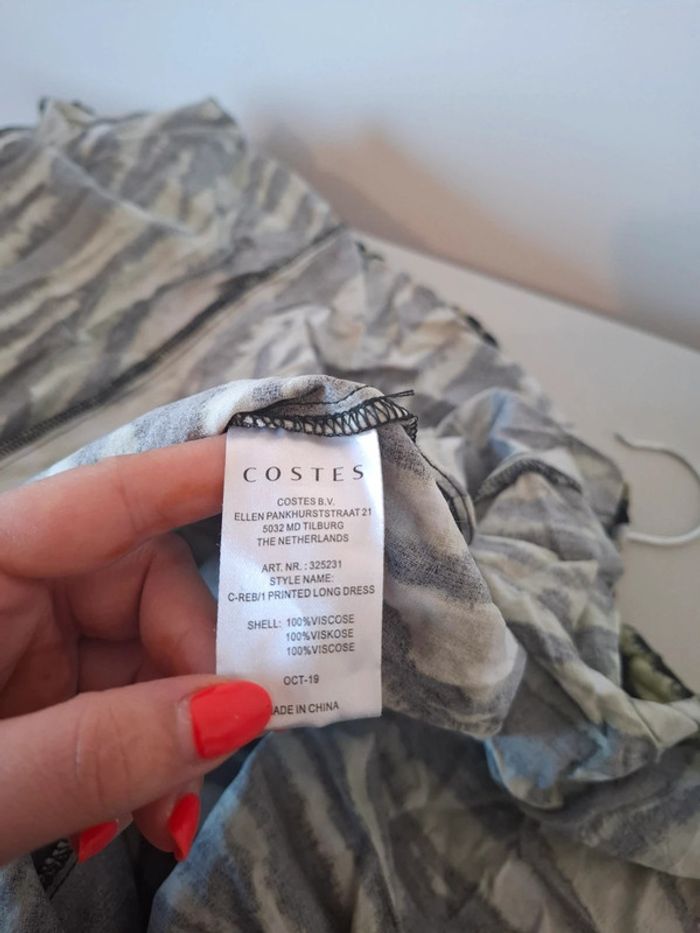 COSTES
COSTES B.V.
ELLEN PANKHURSTSTRAAT 21
5032 MD TILBURG
THE NETHERLANDS
ART. NR. : 325231
STYLE NAME:
C-REB/1 PRINTED LONG DRESS
SHELL: 100%VISCOSE
100%VISKOSE
100%VISCOSE
OCT-19
ADE IN CHINA